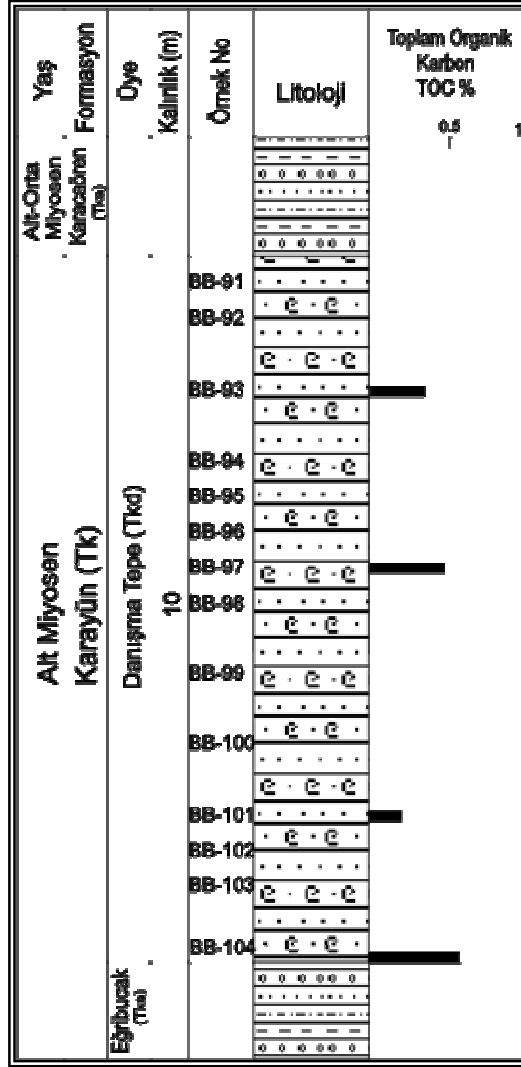 Yaş
Formasyon
Üye
Kalınlık (m)
Örnek No
Litoloji
Toplam Organik
Karbon
TOC %
0.5
1
Alt-Orta
Miyosen
Karacaören
(Tka)
BB-91
BB-92
BB-93
BB-94
BB-95
BB-96
BB-97
BB-98
BB-99
BB-100
BB-101
BB-102
BB-103
BB-104
Alt Miyosen
Karayün (Tk)
Danışma Tepe (Tkd)
10
Eğribucak